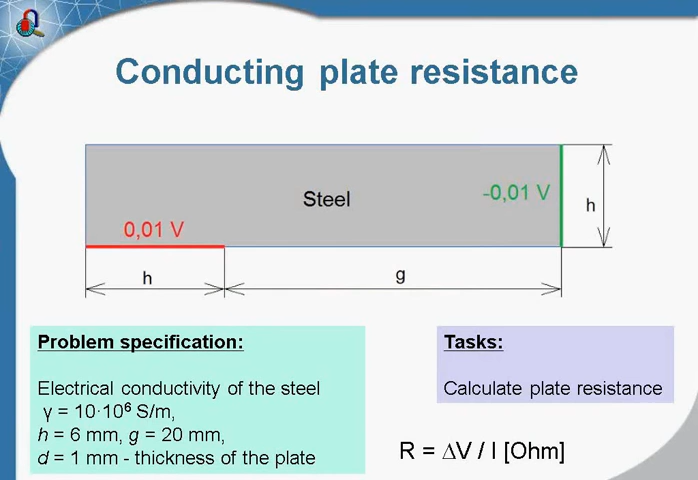 Conducting plate resistance
Steel
-0,01 V
h
0,01 V
h
g
Problem specification:
Electrical conductivity of the steel
γ = 10·10⁶ S/m,
h = 6 mm, g = 20 mm,
d = 1 mm - thickness of the plate
Tasks:
Calculate plate resistance
R = ΔV / I [Ohm]